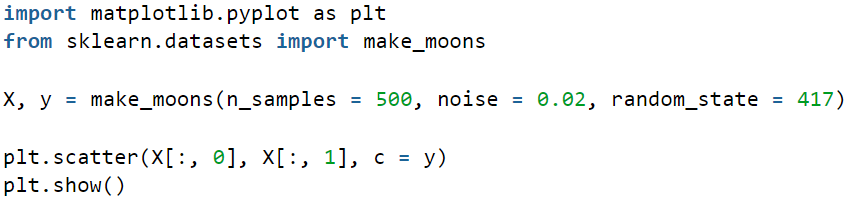 import matplotlib.pyplot as plt
from sklearn.datasets import make_moons
X, y = make_moons(n_samples = 500, noise = 0.02, random_state = 417)
plt.scatter(X[:, 0], X[:, 1], c = y)
plt.show()